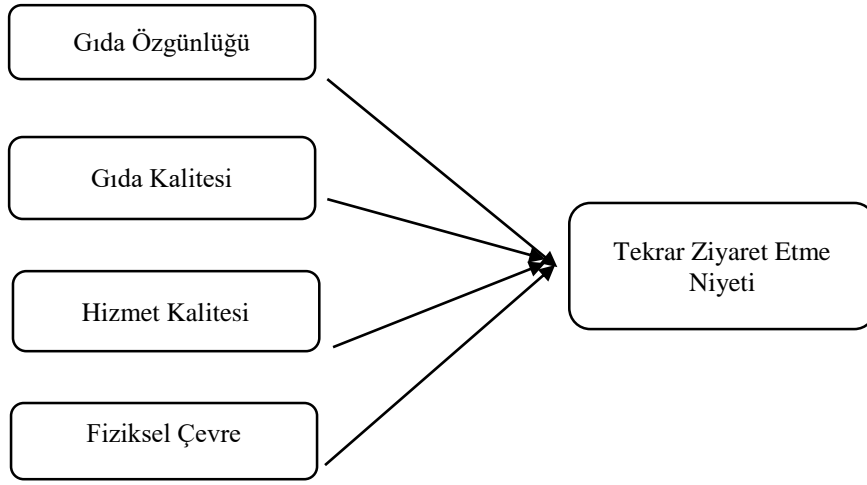 Gıda Özgünlüğü
Gıda Kalitesi
Hizmet Kalitesi
Fiziksel Çevre
Tekrar Ziyaret Etme
Niyeti